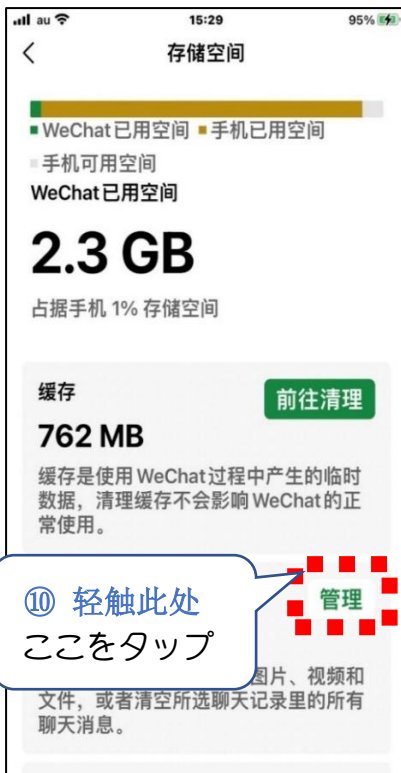 au 15:29 95%
存储空间
WeChat已用空间 手机已用空间
手机可用空间
WeChat已用空间
2.3 GB
占据手机 1% 存储空间
缓存
前往清理
762 MB
缓存是使用 WeChat过程中产生的临时
数据，清理缓存不会影响 WeChat的正
常使用。
管理
⑩ 轻触此处
ここをタップ
图片、视频和
文件，或者清空所选聊天记录里的所有
聊天消息。